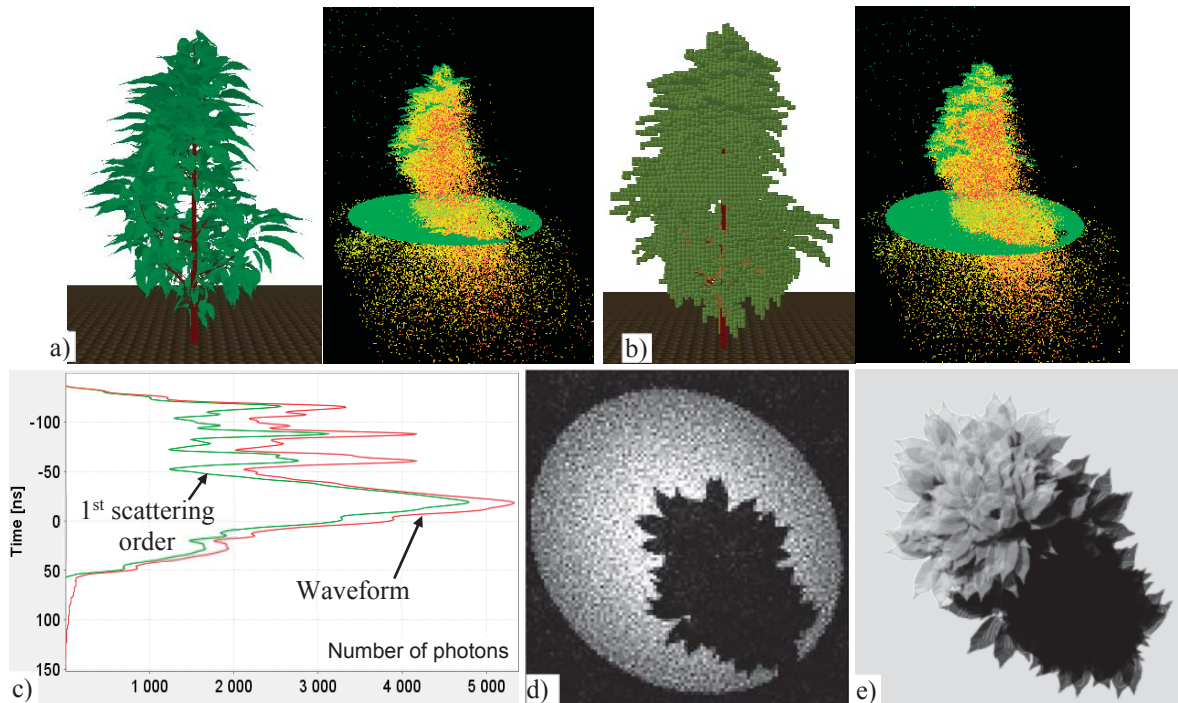 a)
b)
-100
-50
0
50
100
150
Time [ns]
1st scattering
order
Waveform
Number of photons
1 000
2 000
3 000
4 000
5 000
c)
d)
e)